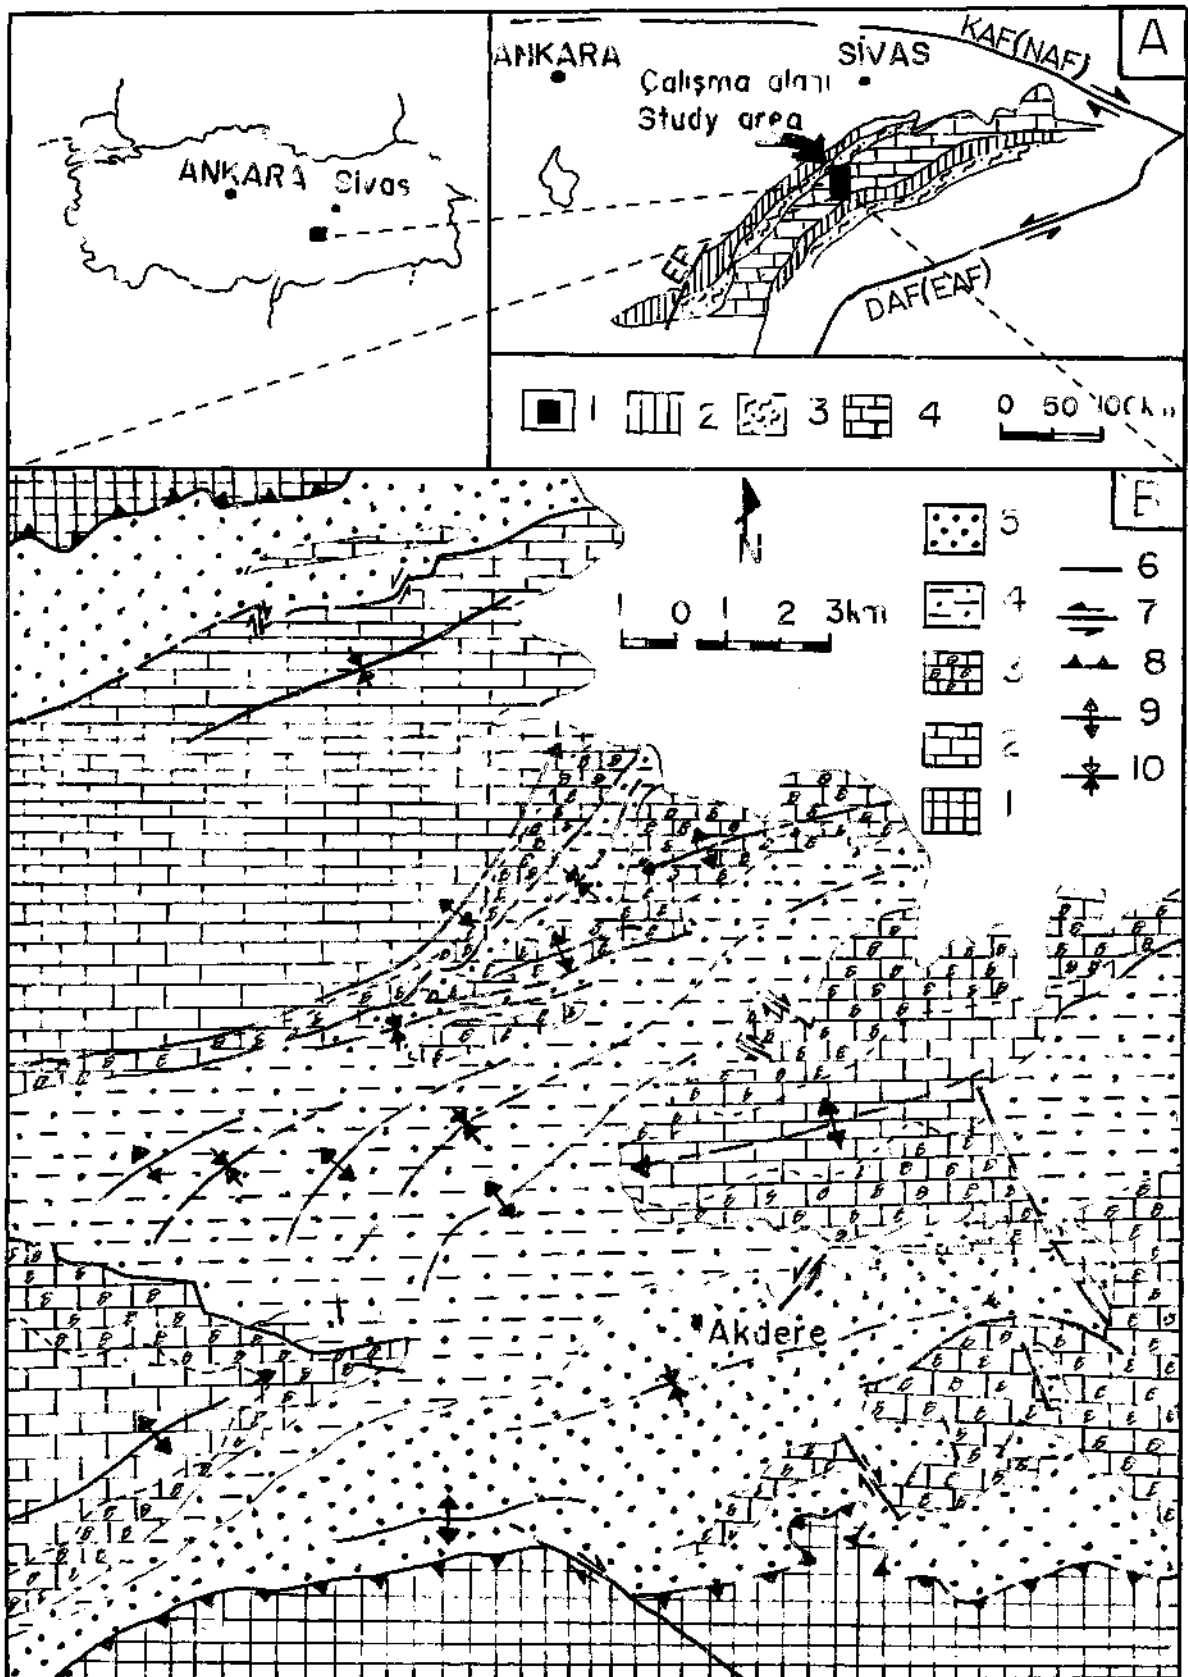 ANKARA
Sivas
A
ANKARA
SİVAS
KAF(NAF)
Çalışma alanı
Study area
EF
DAF(EAF)
1 2 3 4
0 50 100km
N
1 0 1 2 3km
5
4
3
2
1
6
7
8
9
10
Akdere